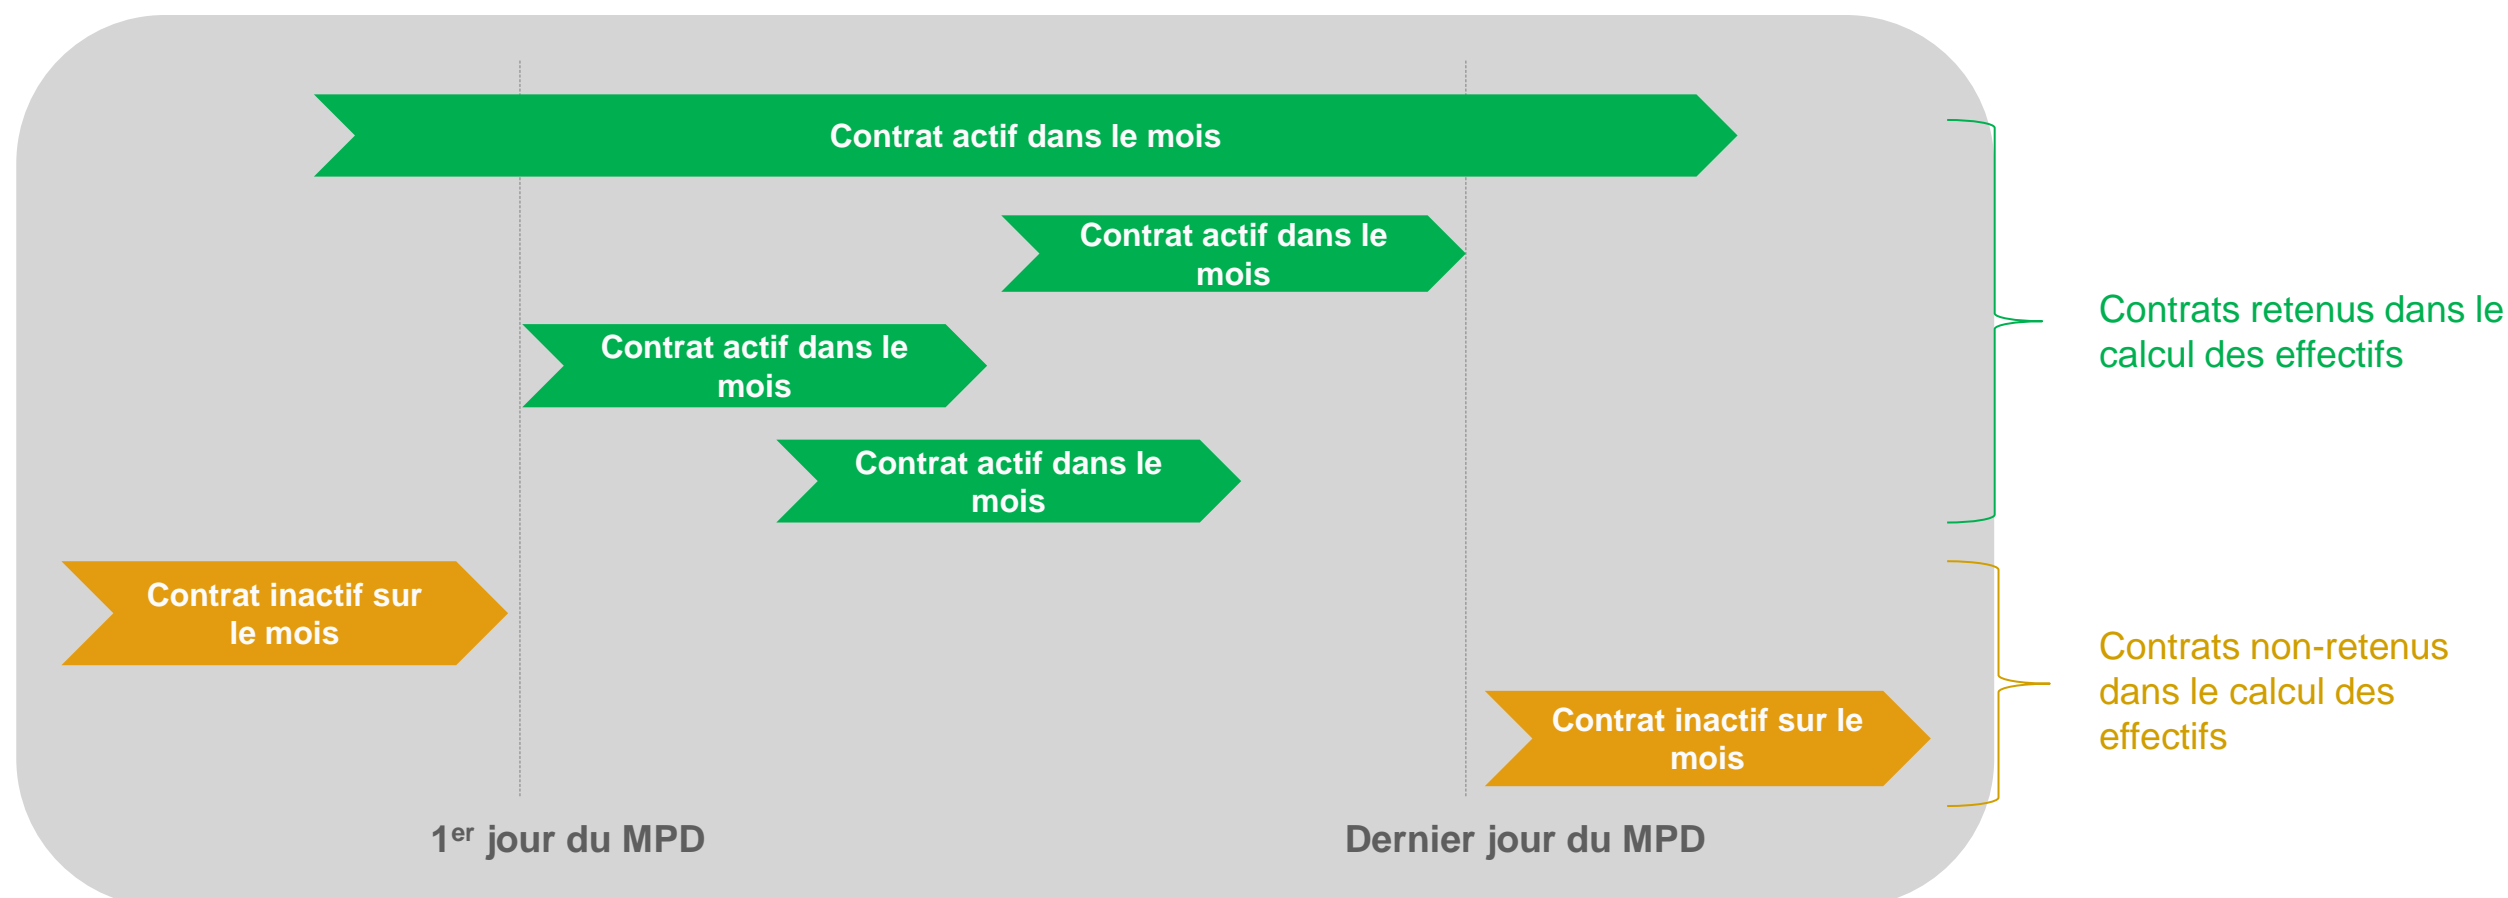 Contrat actif dans le mois
Contrat actif dans le
mois
Contrat actif dans le
mois
Contrat actif dans le
mois
Contrats retenus dans le
calcul des effectifs
Contrat inactif sur
le mois
Contrat inactif sur le
mois
Contrats non-retenus
dans le calcul des
effectifs
1er jour du MPD
Dernier jour du MPD